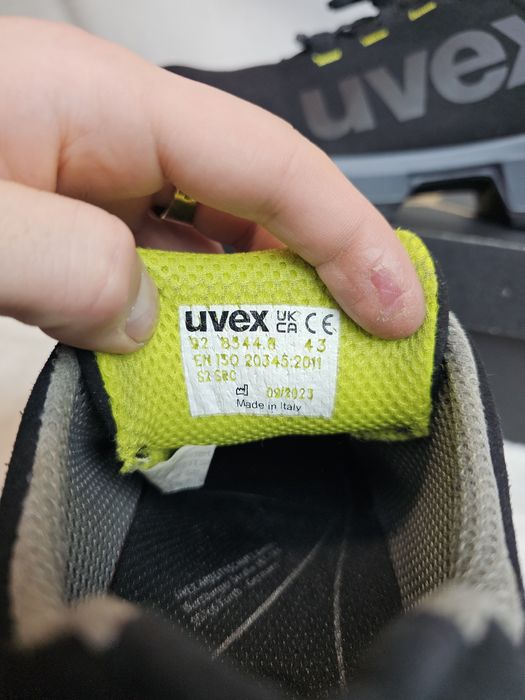 uvex
uvex UK CA CE
92 8544.8 43
EN ISO 20345:2011
S2 SRC
09/2023
Made in Italy